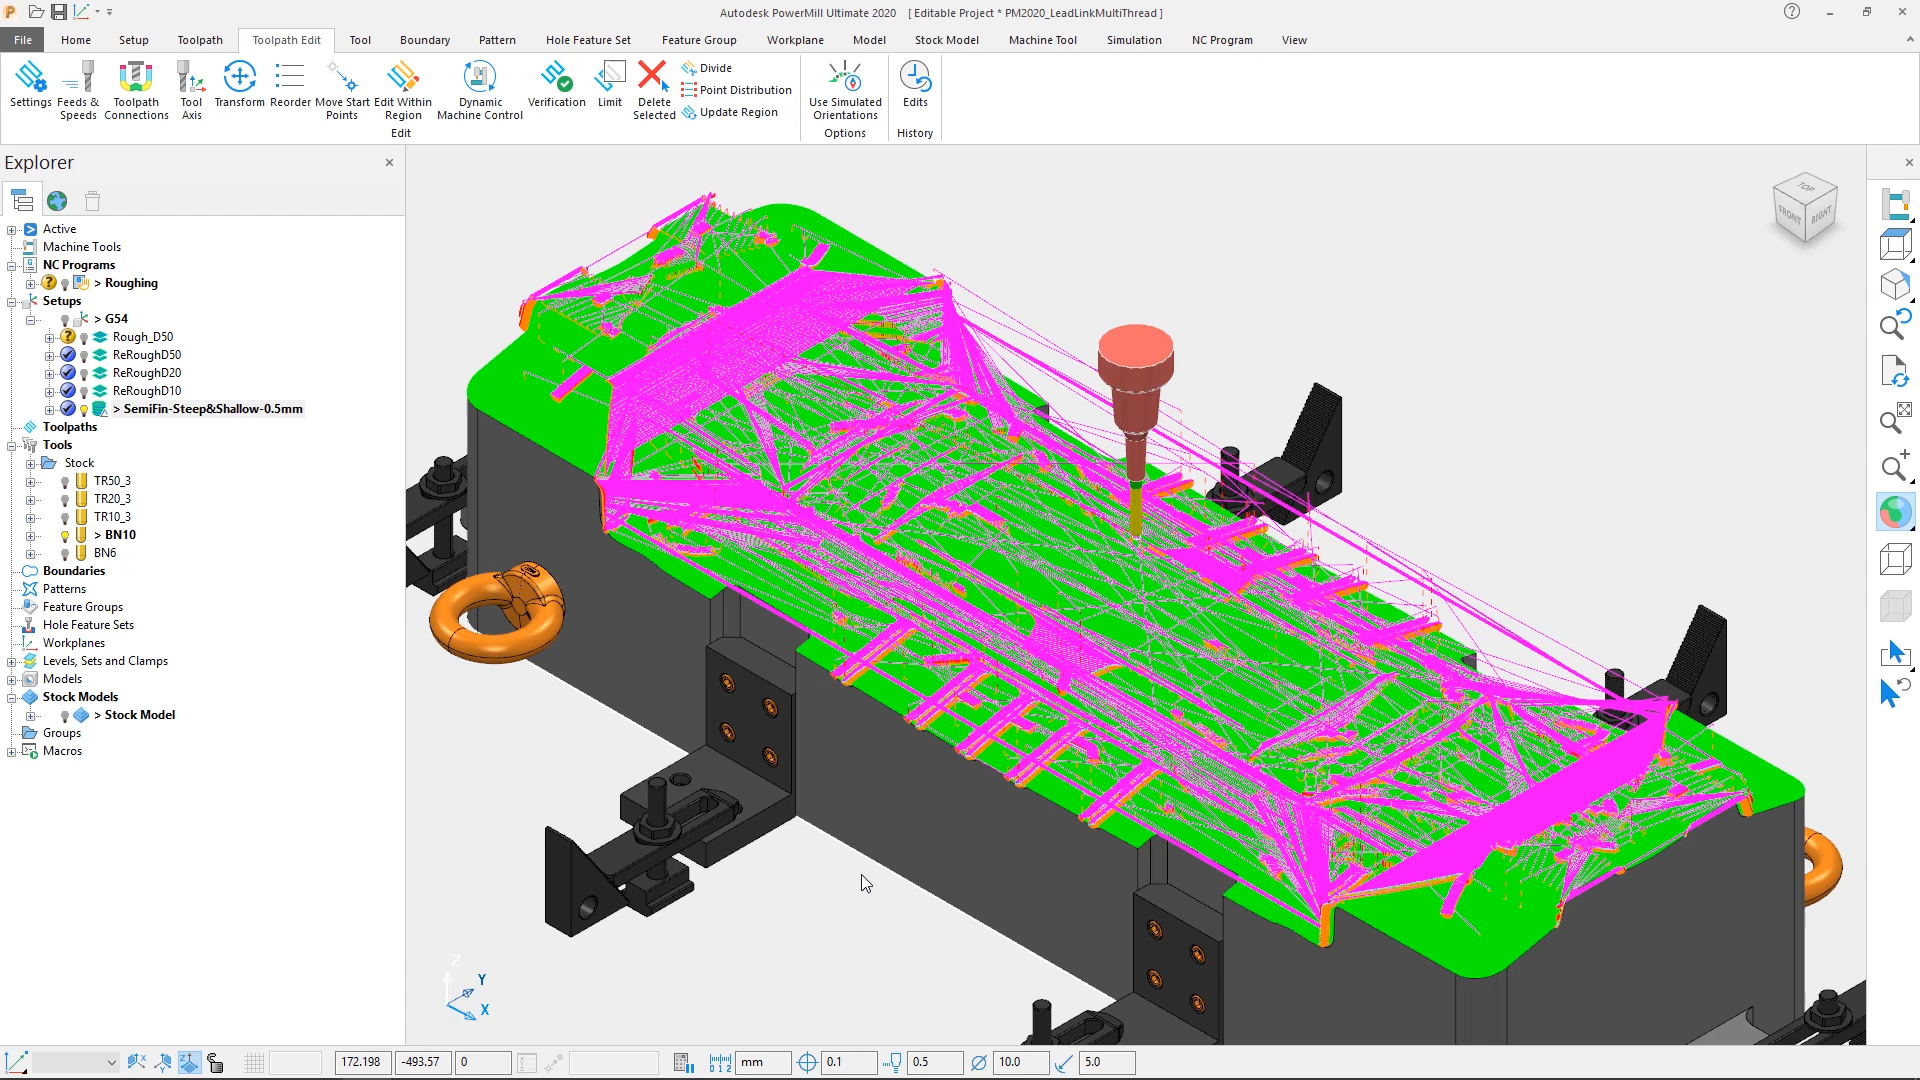 Autodesk PowerMill Ultimate 2020 [ Editable Project * PM2020_LeadLinkMultiThread ]
File Home Setup Toolpath Toolpath Edit Tool Boundary Pattern Hole Feature Set Feature Group Workplane Model Stock Model Machine Tool Simulation NC Program View
Settings
Feeds & Speeds
Toolpath Connections
Tool Axis
Transform
Reorder
Move Start Points
Edit Within Region
Dynamic Machine Control
Verification
Limit
Delete Selected
Divide
Point Distribution
Update Region
Use Simulated Orientations
Edits
Edit
Options
History
Explorer
Active
Machine Tools
NC Programs
> Roughing
Setups
> G54
Rough_D50
ReRoughD50
ReRoughD20
ReRoughD10
> SemiFin-Steep&Shallow-0.5mm
Toolpaths
Tools
Stock
TR50_3
TR20_3
TR10_3
> BN10
BN6
Boundaries
Patterns
Feature Groups
Hole Feature Sets
Workplanes
Levels, Sets and Clamps
Models
Stock Models
> Stock Model
Groups
Macros
TOP
FRONT
RIGHT
Z
Y
X
172.198 -493.57 0 mm 0.1 0.5 10.0 5.0